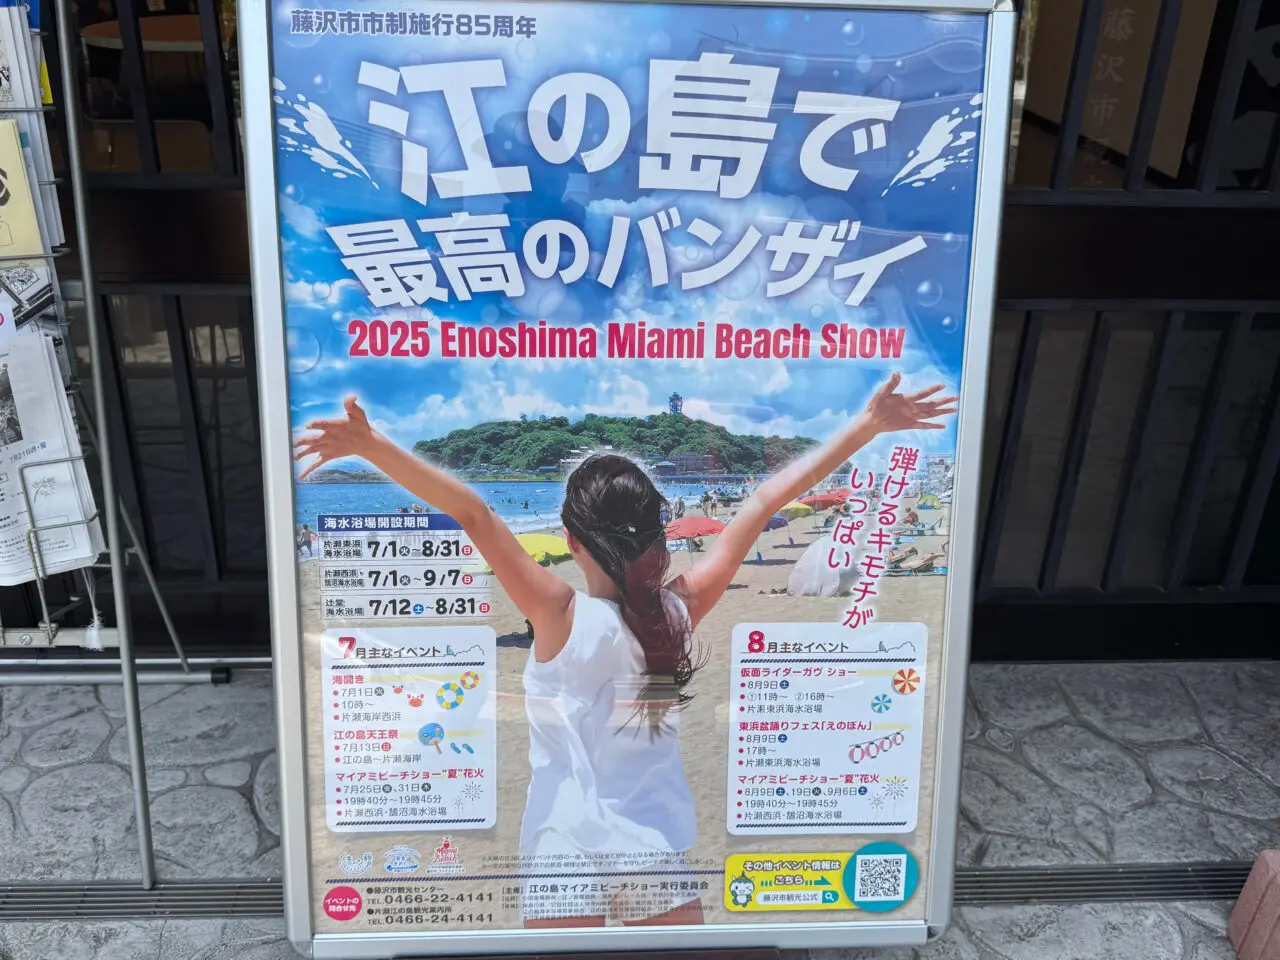 藤沢市市制施行85周年
江の島で
最高のバンザイ
2025 Enoshima Miami Beach Show
弾けるキモチが
いっぱい
海水浴場開設期間
片瀬東浜
海水浴場 7/1火～8/31日
片瀬西浜・
鵠沼海水浴場 7/1火～9/7日
辻堂
海水浴場 7/12土～8/31日
7月主なイベント
海開き
●7月1日火
●10時～
●片瀬海岸西浜
江の島天王祭
●7月13日日
●江の島～片瀬海岸
マイアミビーチショー"夏"花火
●7月25日金、31日木
●19時40分～19時45分
●片瀬西浜・鵠沼海水浴場
8月主なイベント
仮面ライダーガヴ ショー
●8月9日土
●①11時～ ②16時～
●片瀬東浜海水浴場
東浜盆踊りフェス「えのぼん」
●8月9日土
●17時～
●片瀬東浜海水浴場
マイアミビーチショー"夏"花火
●8月9日土、19日火、9月6日土
●19時40分～19時45分
●片瀬西浜・鵠沼海水浴場
イベントの
問合せ先
●藤沢市観光センター
TEL.0466-22-4141
●片瀬江の島観光案内所
TEL.0466-24-4141
［主催］ 江の島マイアミビーチショー実行委員会
その他イベント情報は
こちら
藤沢市観光公式
藤沢市